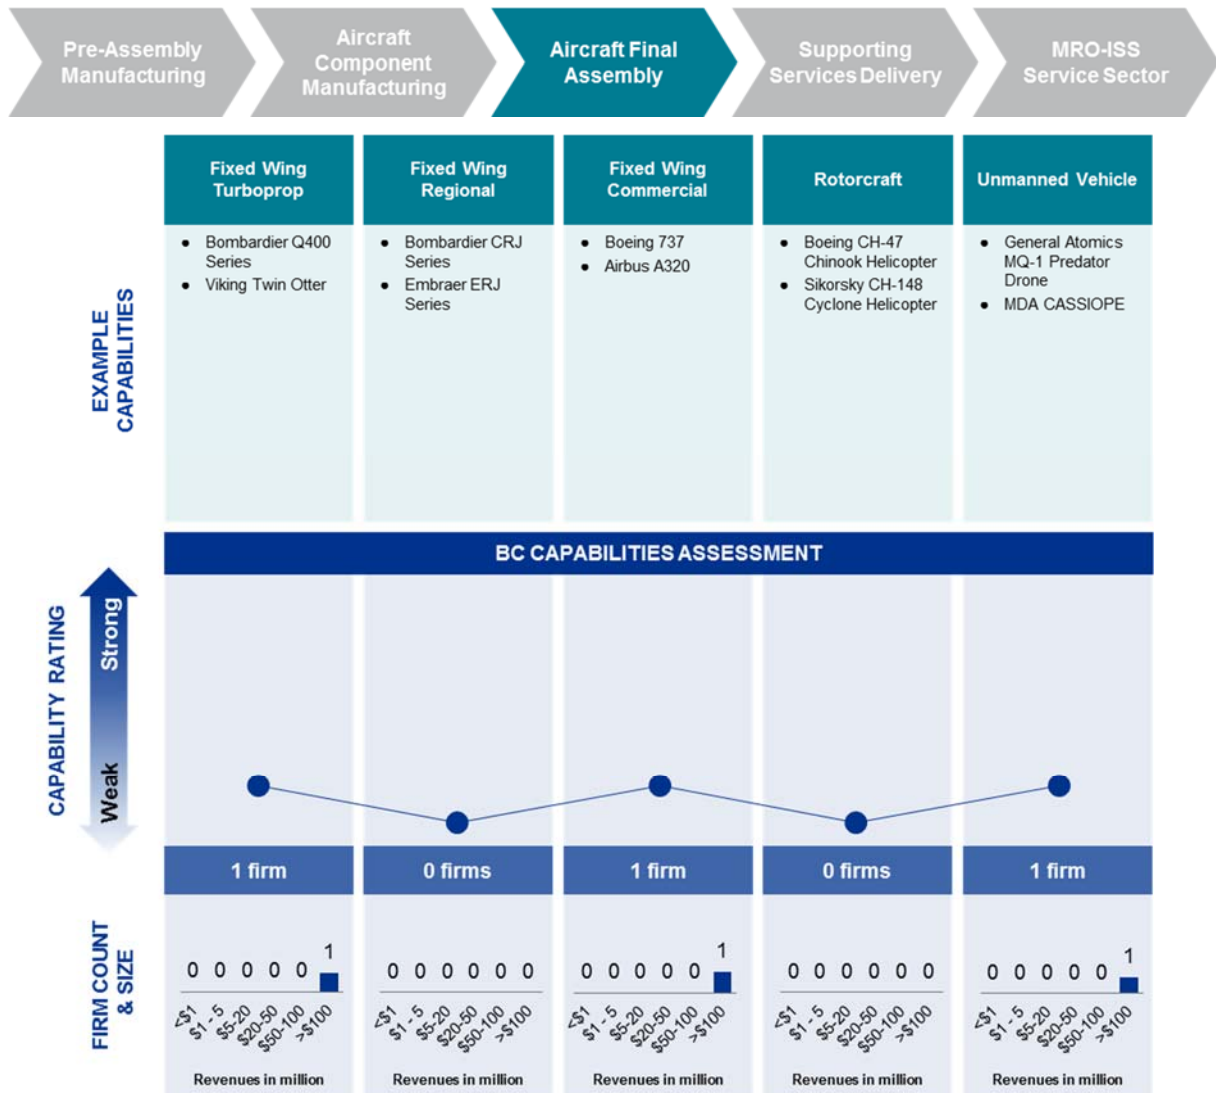 Pre-Assembly
Manufacturing
Aircraft
Component
Manufacturing
Aircraft Final
Assembly
Supporting
Services Delivery
MRO-ISS
Service Sector
Fixed Wing
Turboprop
Fixed Wing
Regional
Fixed Wing
Commercial
Rotorcraft
Unmanned Vehicle
EXAMPLE
CAPABILITIES
● Bombardier Q400
Series
● Viking Twin Otter
● Bombardier CRJ
Series
● Embraer ERJ
Series
● Boeing 737
● Airbus A320
● Boeing CH-47
Chinook Helicopter
● Sikorsky CH-148
Cyclone Helicopter
● General Atomics
MQ-1 Predator
Drone
● MDA CASSIOPE
BC CAPABILITIES ASSESSMENT
CAPABILITY RATING
Strong
Weak
1 firm
0 firms
1 firm
0 firms
1 firm
FIRM COUNT
& SIZE
0 0 0 0 0 1
<$1 $1 - 5 $5-20 $20-50 $50-100 >$100
Revenues in million
0 0 0 0 0 0
<$1 $1 - 5 $5-20 $20-50 $50-100 >$100
Revenues in million
0 0 0 0 0 1
<$1 $1 - 5 $5-20 $20-50 $50-100 >$100
Revenues in million
0 0 0 0 0 0
<$1 $1 - 5 $5-20 $20-50 $50-100 >$100
Revenues in million
0 0 0 0 0 1
<$1 $1 - 5 $5-20 $20-50 $50-100 >$100
Revenues in million